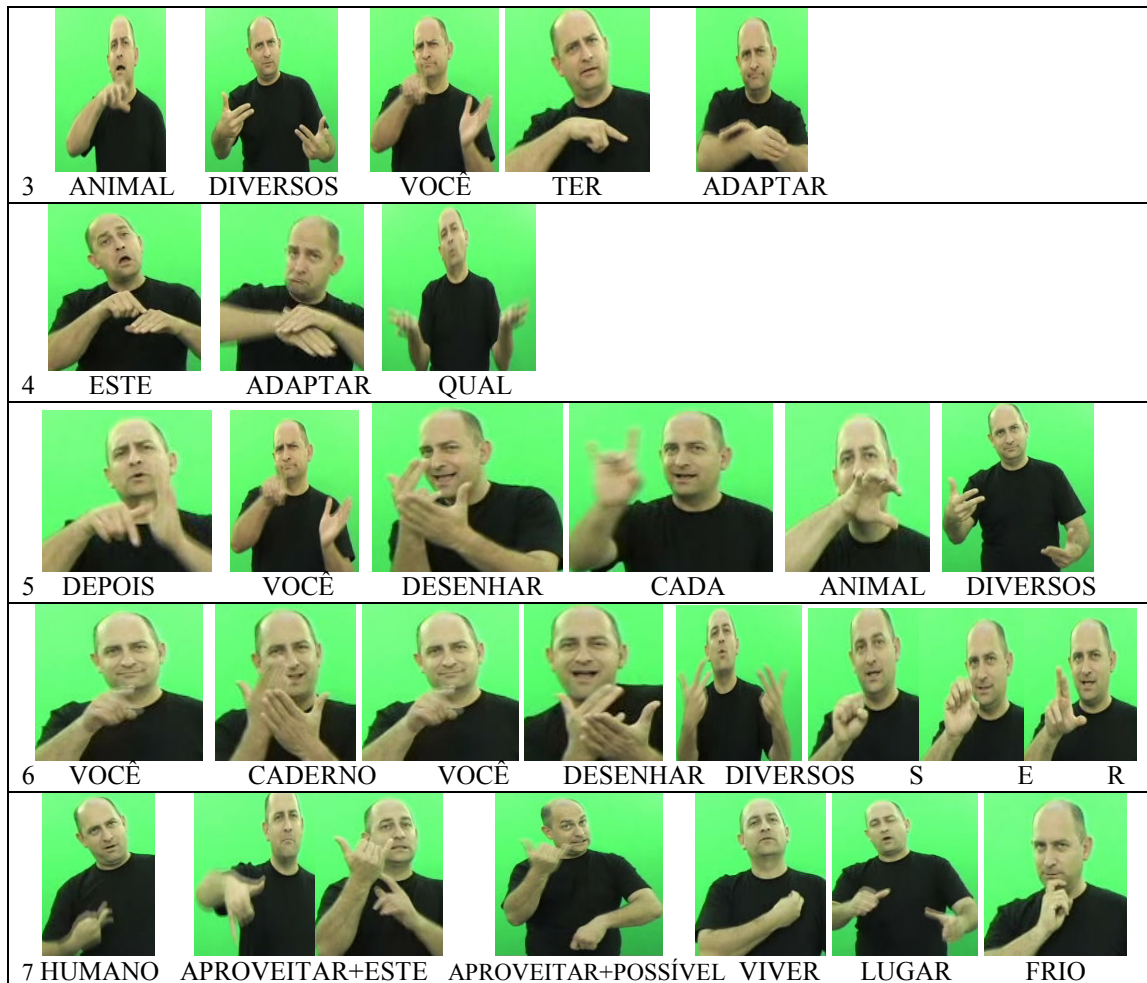 3 ANIMAL DIVERSOS VOCÊ TER ADAPTAR
4 ESTE ADAPTAR QUAL
5 DEPOIS VOCÊ DESENHAR CADA ANIMAL DIVERSOS
6 VOCÊ CADERNO VOCÊ DESENHAR DIVERSOS S E R
7 HUMANO APROVEITAR+ESTE APROVEITAR+POSSÍVEL VIVER LUGAR FRIO